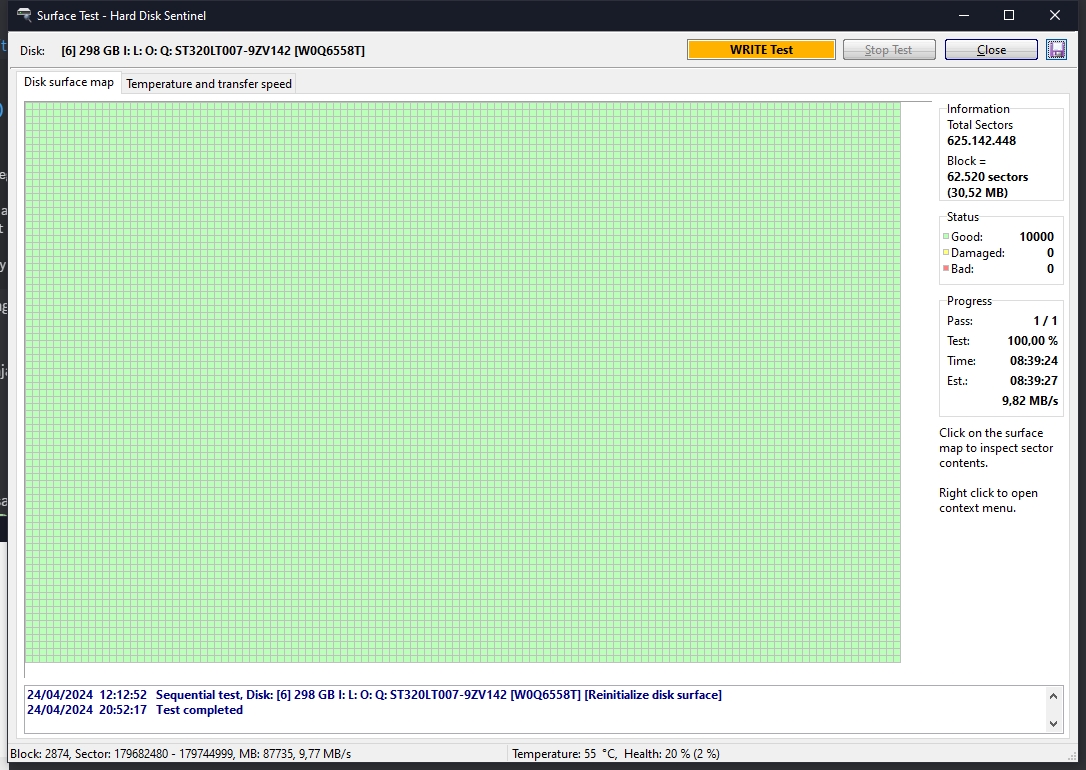 Surface Test - Hard Disk Sentinel
Disk: [6] 298 GB I: L: O: Q: ST320LT007-9ZV142 [W0Q6558T]
WRITE Test
Stop Test
Close
Disk surface map
Temperature and transfer speed
Information
Total Sectors
625.142.448
Block =
62.520 sectors
(30,52 MB)
Status
Good: 10000
Damaged: 0
Bad: 0
Progress
Pass: 1 / 1
Test: 100,00 %
Time: 08:39:24
Est.: 08:39:27
9,82 MB/s
Click on the surface
map to inspect sector
contents.
Right click to open
context menu.
24/04/2024 12:12:52 Sequential test, Disk: [6] 298 GB I: L: O: Q: ST320LT007-9ZV142 [W0Q6558T] [Reinitialize disk surface]
24/04/2024 20:52:17 Test completed
Block: 2874, Sector: 179682480 - 179744999, MB: 87735, 9,77 MB/s
Temperature: 55 °C, Health: 20 % (2 %)